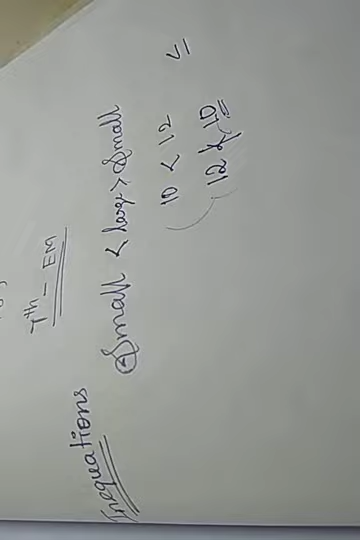 7th - EM
Inequations
Small < large > Small
10 < 12 ≤
12 ≮ 10